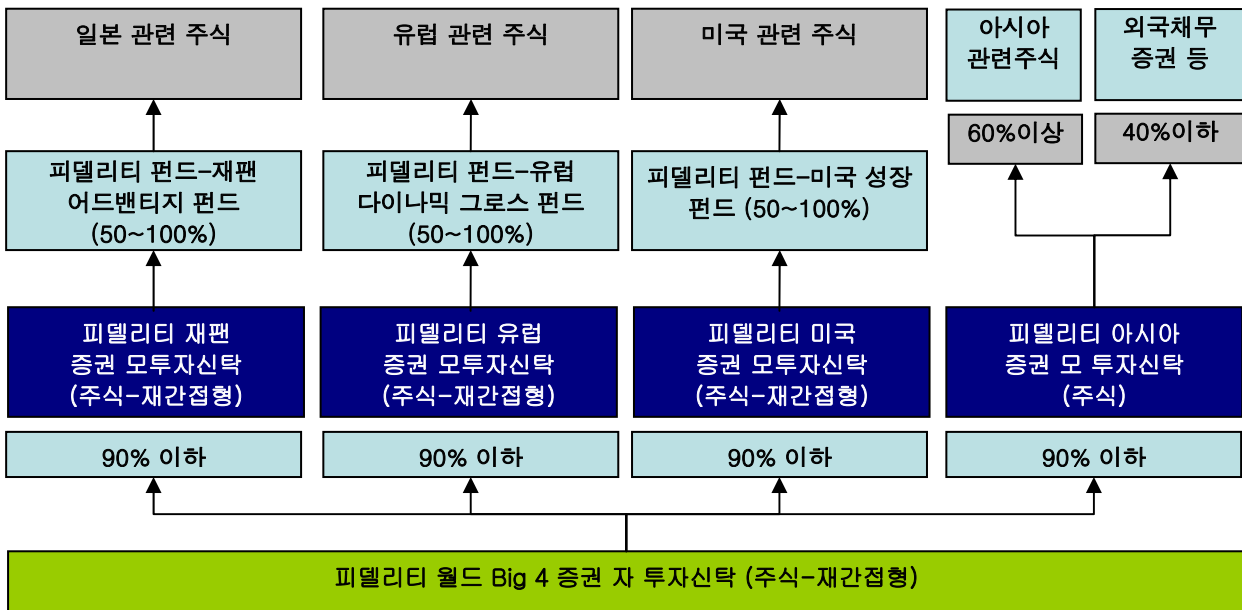 일본 관련 주식
유럽 관련 주식
미국 관련 주식
아시아
관련주식
외국채무
증권 등
60%이상
40%이하
피델리티 펀드-재팬
어드밴티지 펀드
(50~100%)
피델리티 펀드-유럽
다이나믹 그로스 펀드
(50~100%)
피델리티 펀드-미국 성장
펀드 (50~100%)
피델리티 재팬
증권 모투자신탁
(주식-재간접형)
피델리티 유럽
증권 모투자신탁
(주식-재간접형)
피델리티 미국
증권 모투자신탁
(주식-재간접형)
피델리티 아시아
증권 모 투자신탁
(주식)
90% 이하
90% 이하
90% 이하
90% 이하
피델리티 월드 Big 4 증권 자 투자신탁 (주식-재간접형)